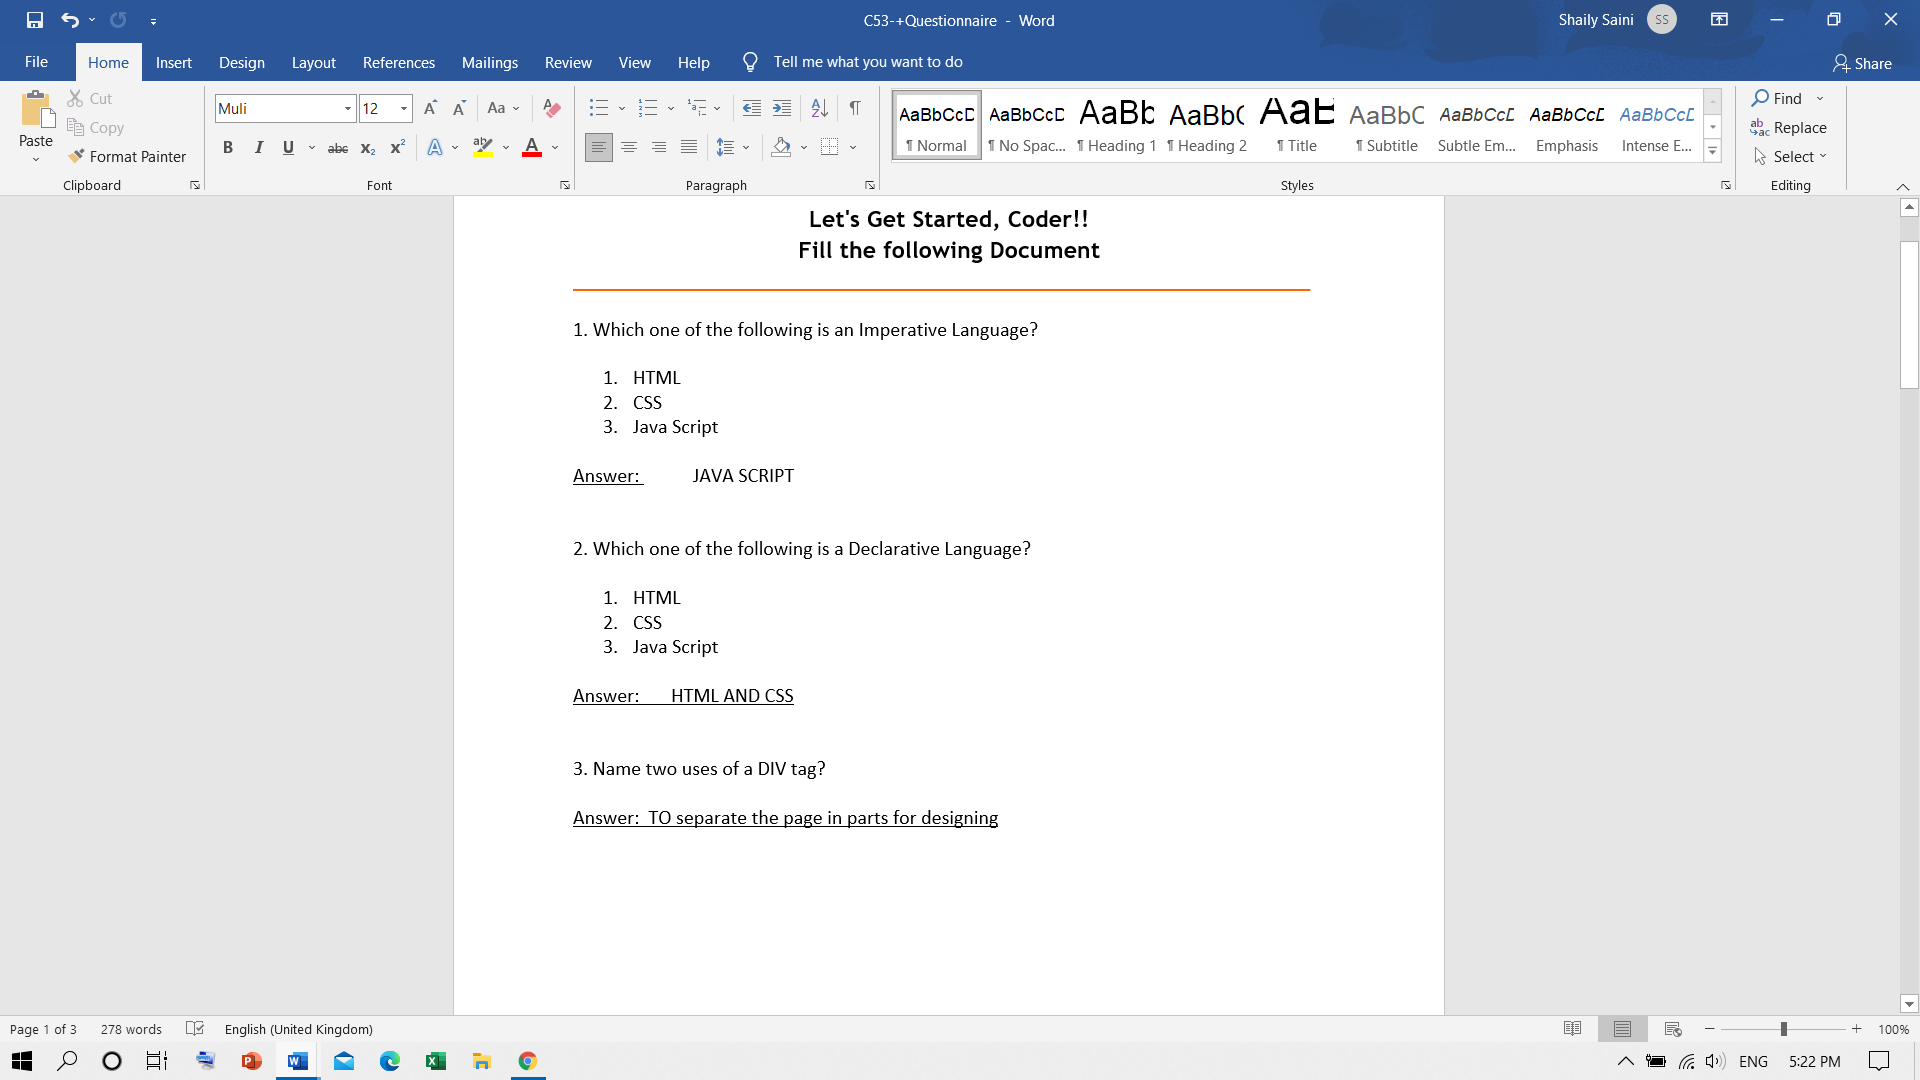 C53-+Questionnaire - Word
Shaily Saini
SS
File
Home
Insert
Design
Layout
References
Mailings
Review
View
Help
Tell me what you want to do
Share
Paste
Cut
Copy
Format Painter
Clipboard
Muli
12
Font
Paragraph
AaBbCcD
¶ Normal
AaBbCcD
¶ No Spac...
AaBb
¶ Heading 1
AaBbC
¶ Heading 2
AaB
¶ Title
AaBbC
¶ Subtitle
AaBbCcD
Subtle Em...
AaBbCcD
Emphasis
AaBbCcD
Intense E...
Styles
Find
Replace
Select
Editing
Let's Get Started, Coder!!
Fill the following Document
1. Which one of the following is an Imperative Language?
1. HTML
2. CSS
3. Java Script
Answer: JAVA SCRIPT
2. Which one of the following is a Declarative Language?
1. HTML
2. CSS
3. Java Script
Answer: HTML AND CSS
3. Name two uses of a DIV tag?
Answer: TO separate the page in parts for designing
Page 1 of 3
278 words
English (United Kingdom)
100%
ENG
5:22 PM